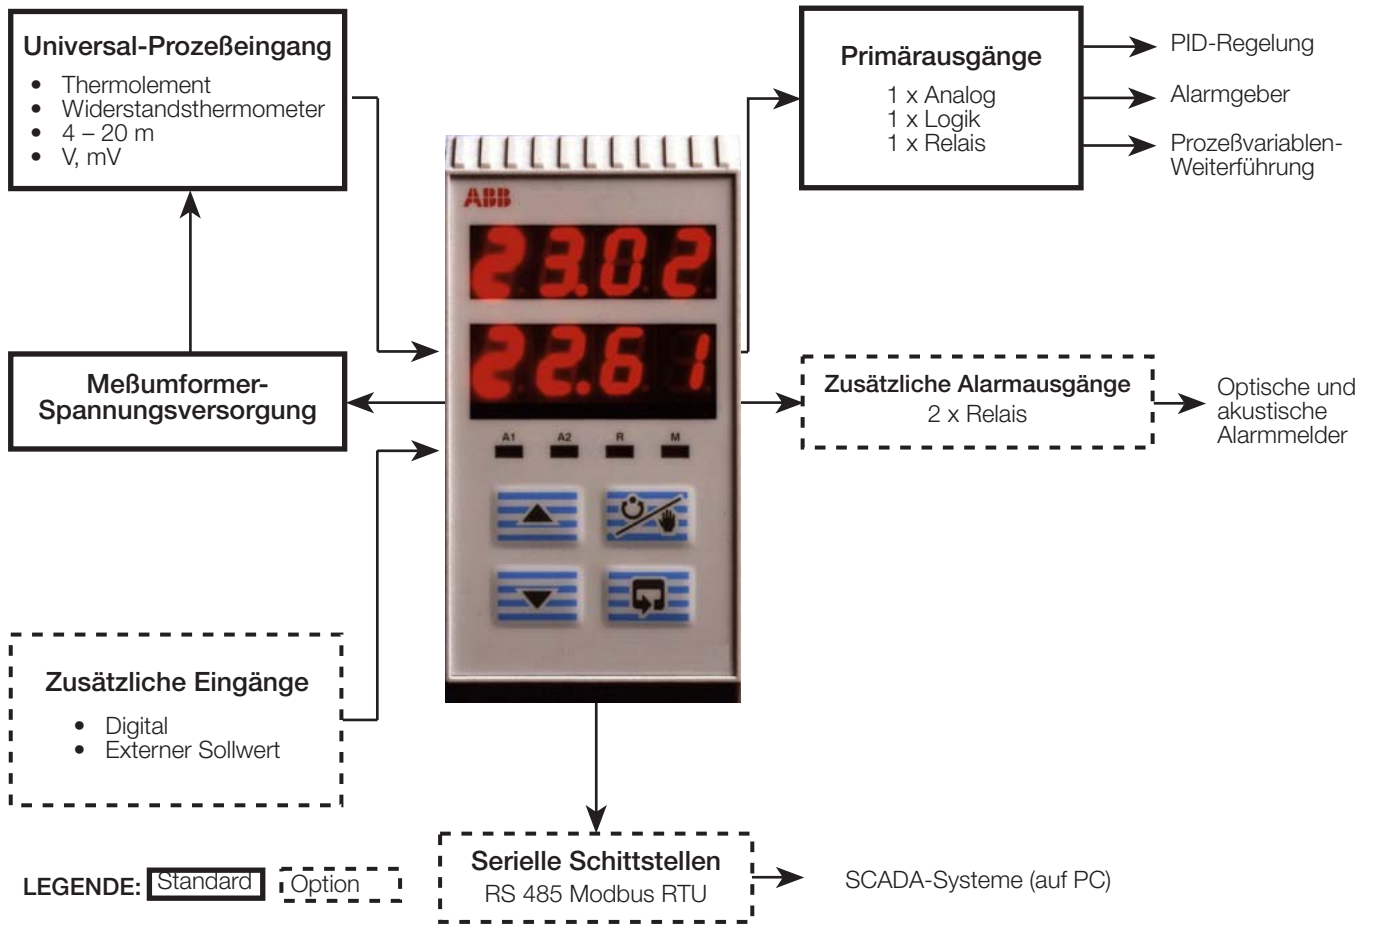 Universal-Prozeßeingang
• Thermolement
• Widerstandsthermometer
• 4 – 20 m
• V, mV
Meßumformer-
Spannungsversorgung
Zusätzliche Eingänge
• Digital
• Externer Sollwert
LEGENDE: Standard Option
ABB
23.02
22.61
A1 A2 R M
Primärausgänge
1 x Analog
1 x Logik
1 x Relais
PID-Regelung
Alarmgeber
Prozeßvariablen-
Weiterführung
Zusätzliche Alarmausgänge
2 x Relais
Optische und
akustische
Alarmmelder
Serielle Schittstellen
RS 485 Modbus RTU
SCADA-Systeme (auf PC)